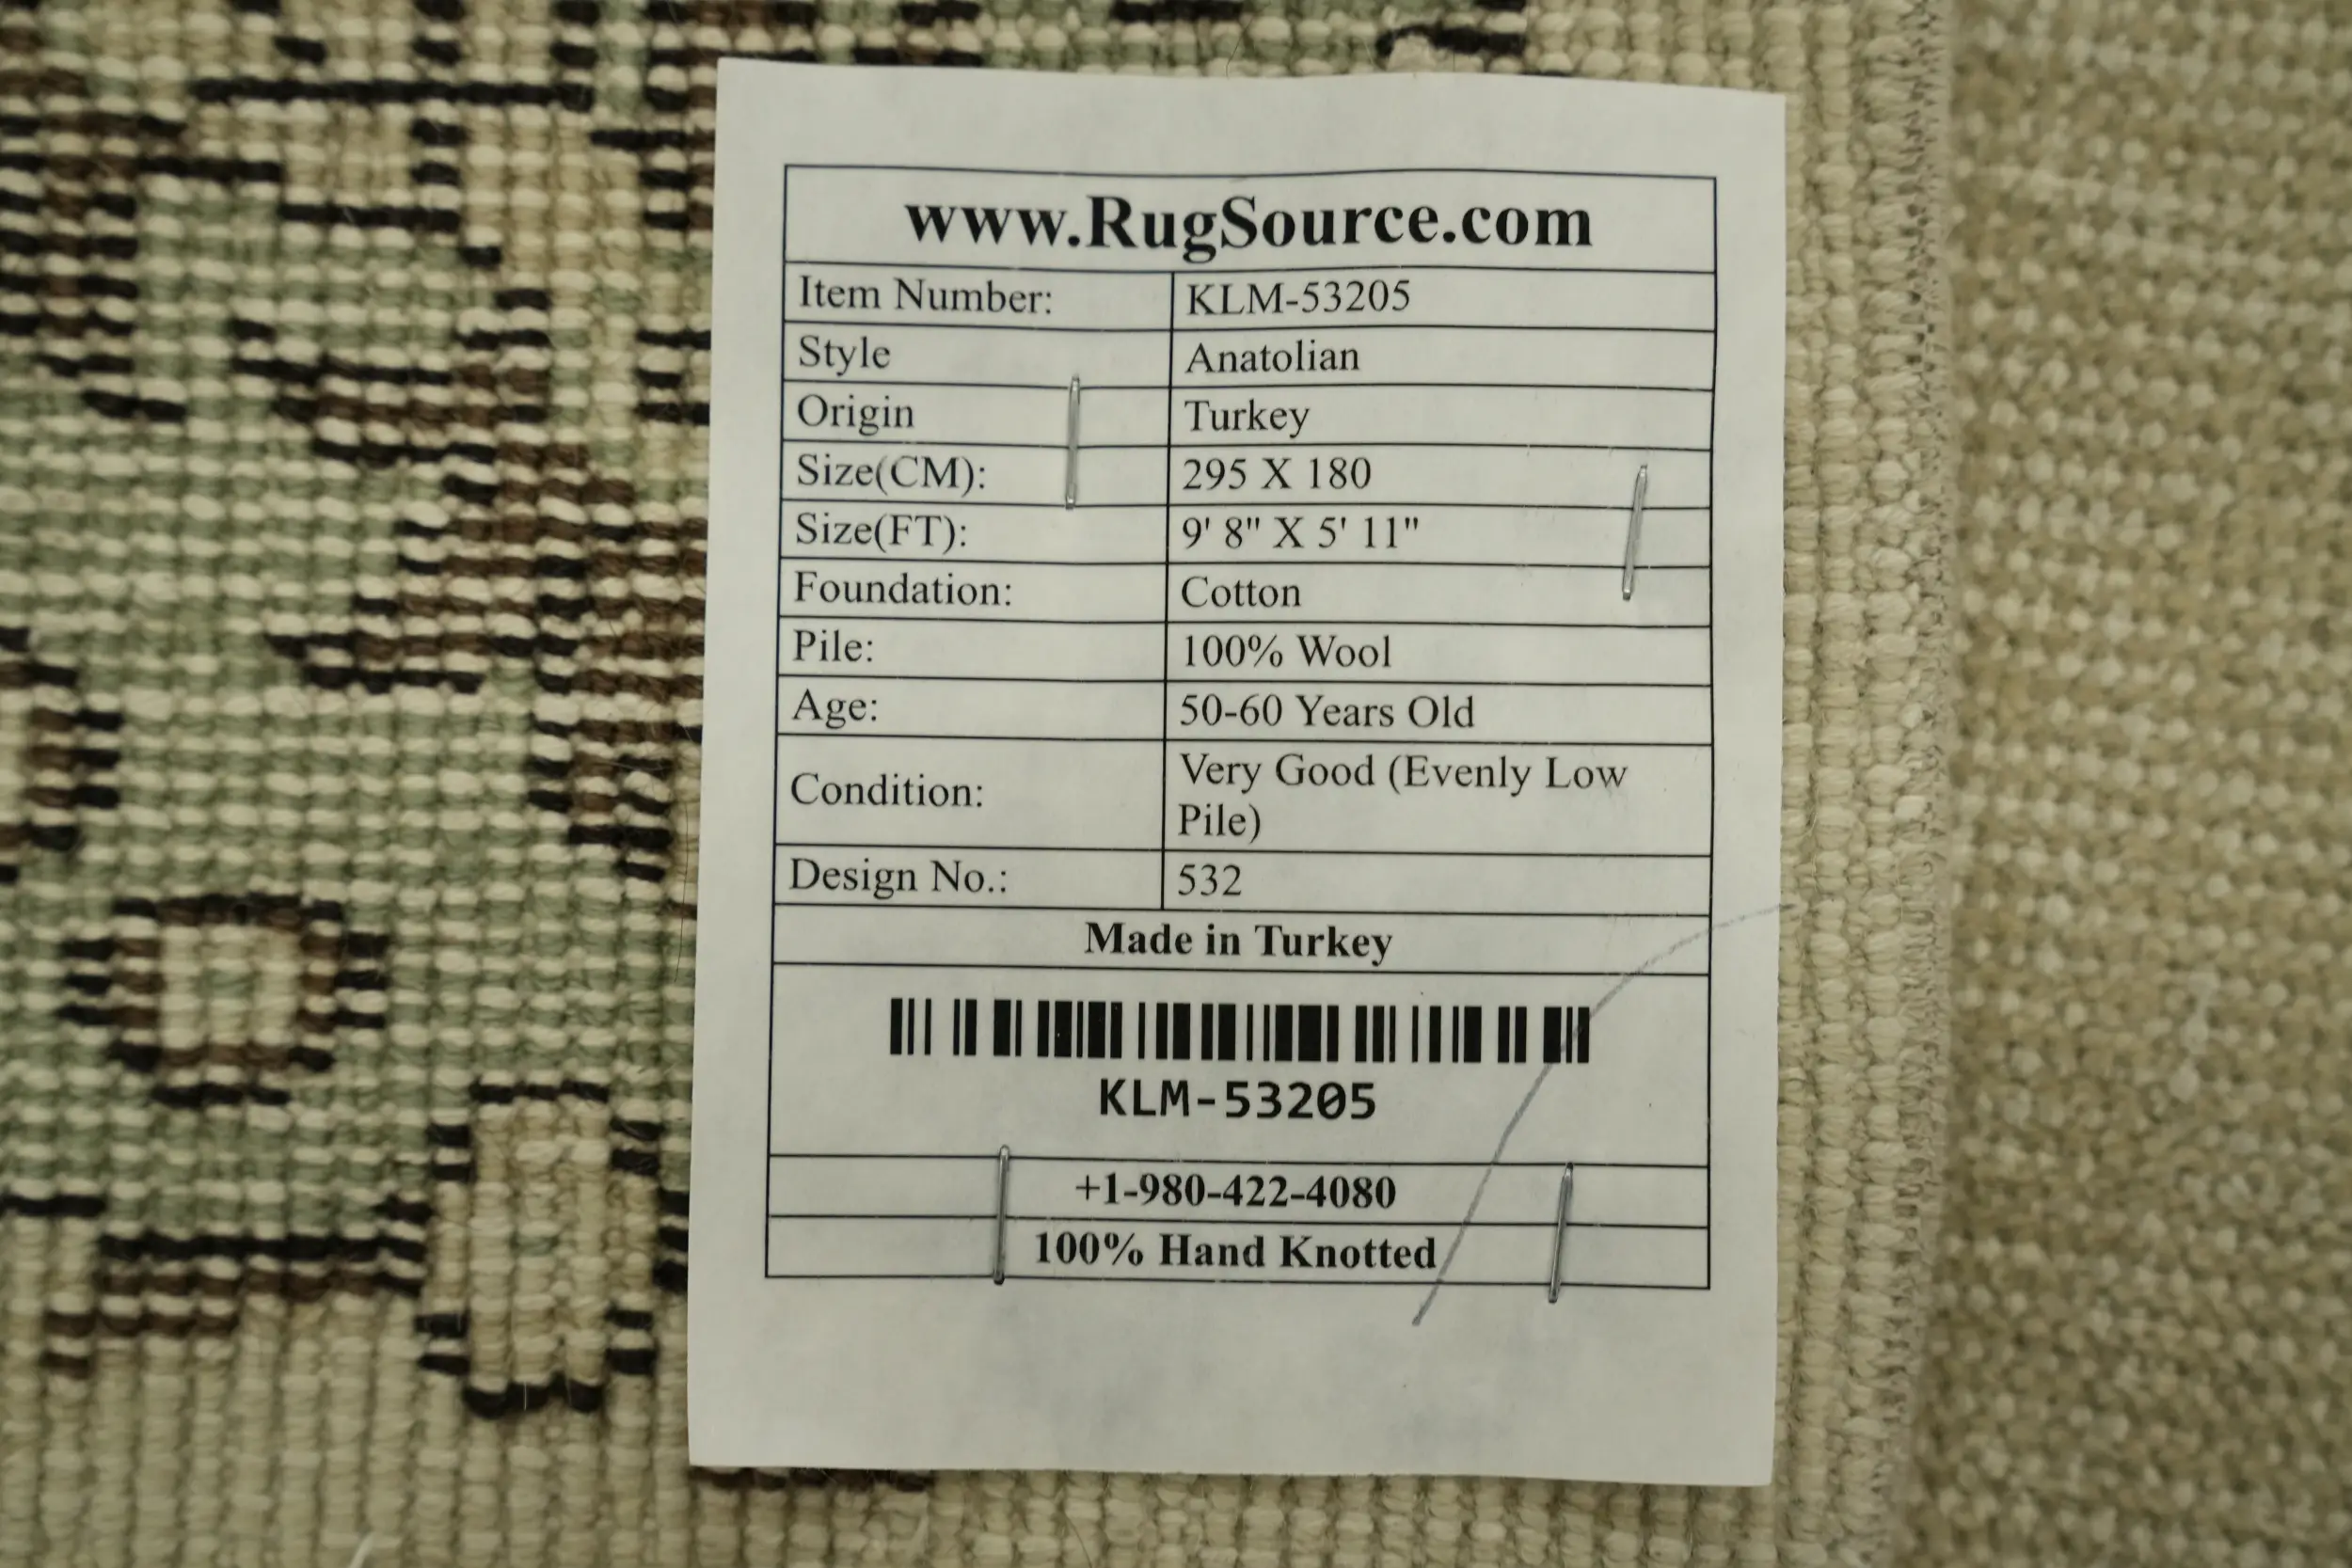 www.RugSource.com
Item Number: KLM-53205
Style Anatolian
Origin Turkey
Size(CM): 295 X 180
Size(FT): 9' 8" X 5' 11"
Foundation: Cotton
Pile: 100% Wool
Age: 50-60 Years Old
Condition: Very Good (Evenly Low
Pile)
Design No.: 532
Made in Turkey
KLM-53205
+1-980-422-4080
100% Hand Knotted